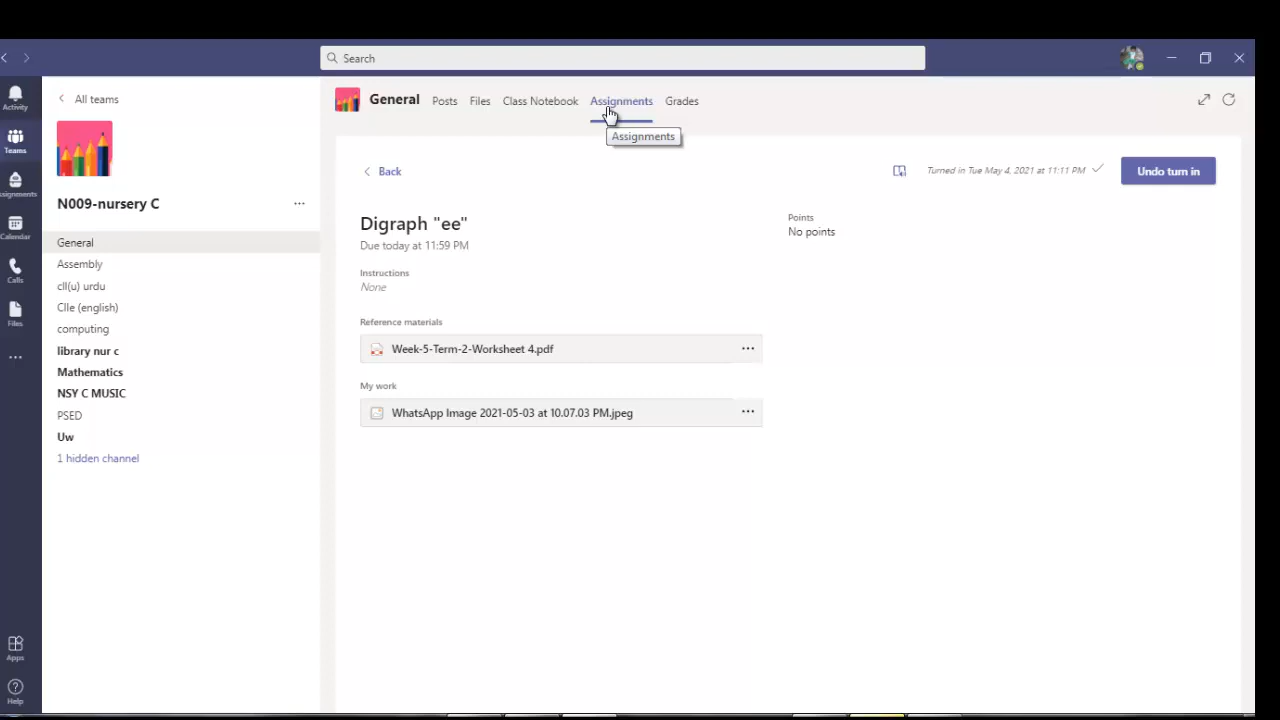 Search
Activity
Teams
Assignments
Calendar
Calls
Files
Apps
Help
All teams
N009-nursery C
General
Assembly
cll(u) urdu
Clle (english)
computing
library nur c
Mathematics
NSY C MUSIC
PSED
Uw
1 hidden channel
General Posts Files Class Notebook Assignments Grades
Assignments
Back
Turned in Tue May 4, 2021 at 11:11 PM
Undo turn in
Digraph "ee"
Due today at 11:59 PM
Points
No points
Instructions
None
Reference materials
Week-5-Term-2-Worksheet 4.pdf
My work
WhatsApp Image 2021-05-03 at 10.07.03 PM.jpeg